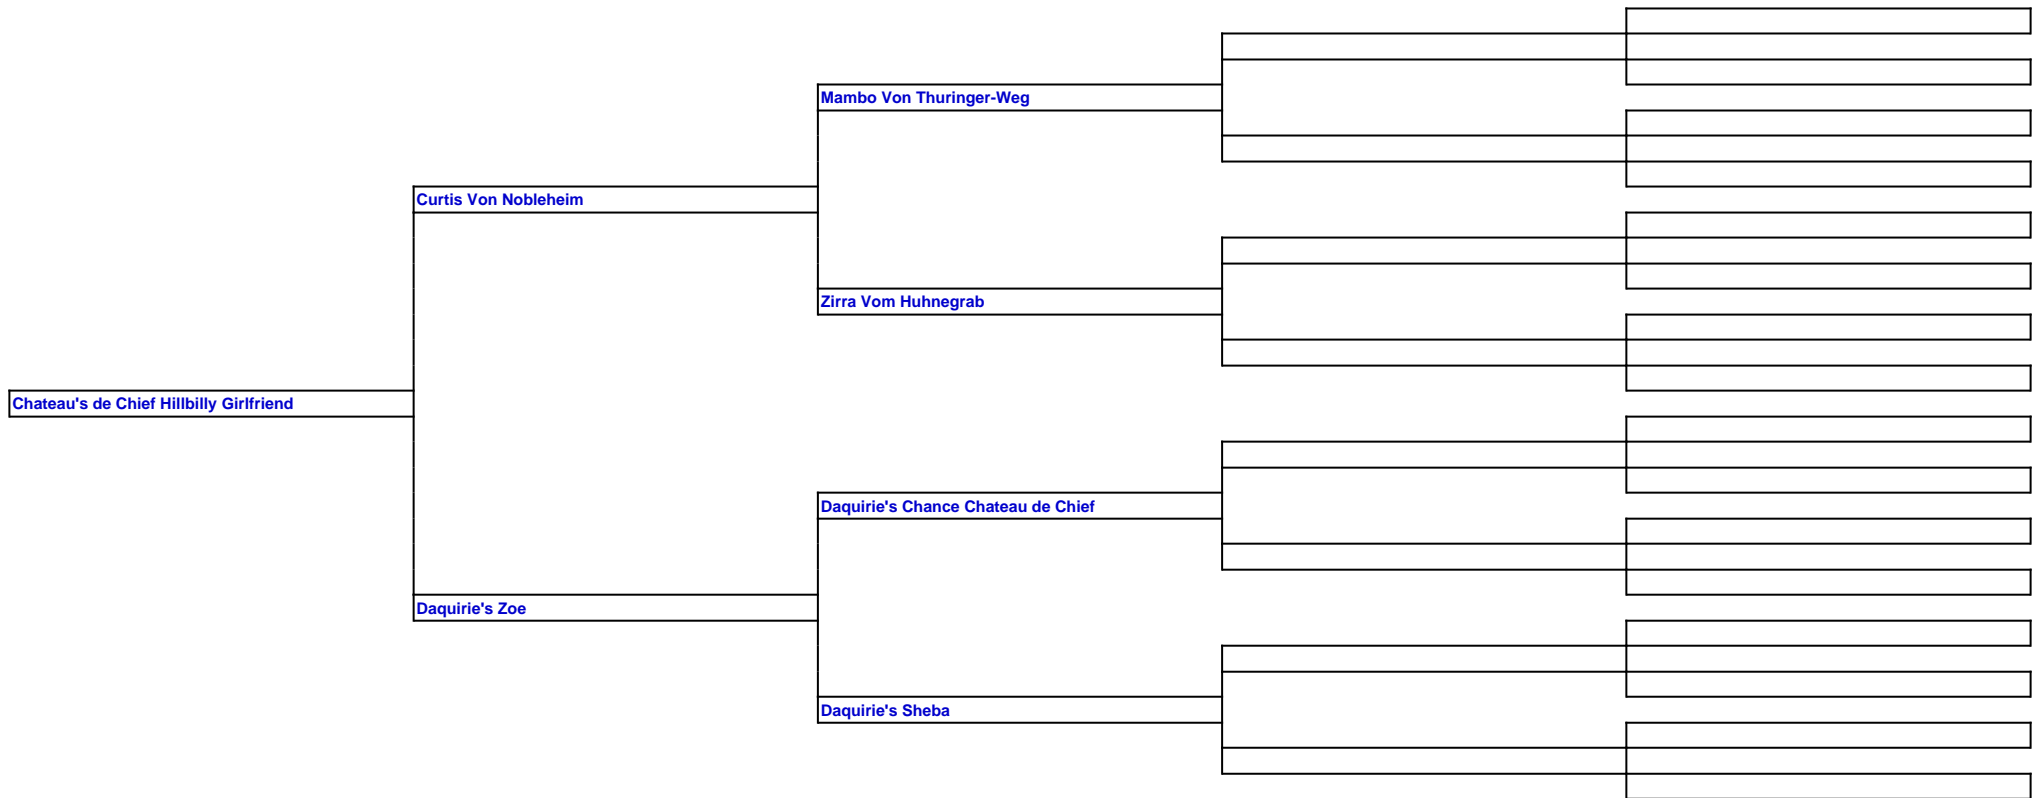 Mambo Von Thuringer-Weg
Curtis Von Nobleheim
Zirra Vom Huhnegrab
Chateau's de Chief Hillbilly Girlfriend
Daquirie's Chance Chateau de Chief
Daquirie's Zoe
Daquirie's Sheba